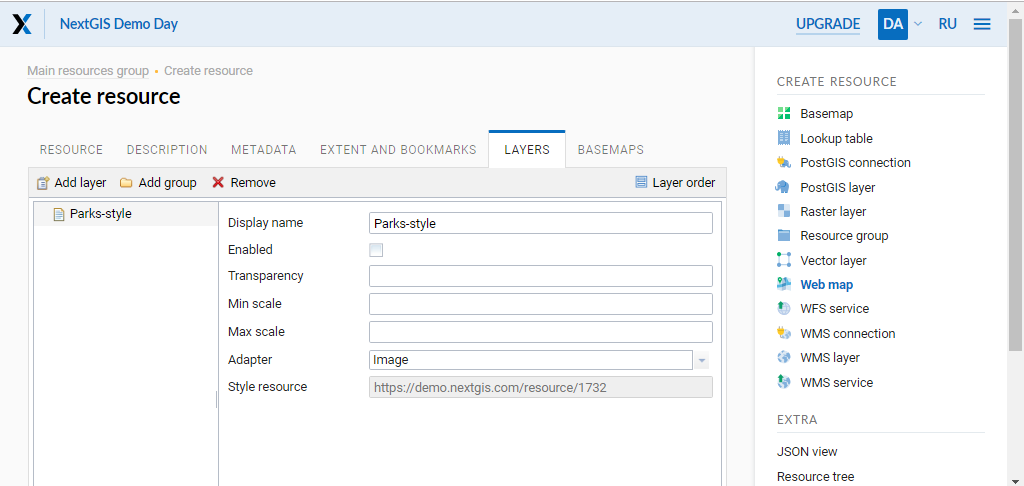 NextGIS Demo Day
UPGRADE DA RU
Main resources group • Create resource
Create resource
RESOURCE DESCRIPTION METADATA EXTENT AND BOOKMARKS LAYERS BASEMAPS
Add layer Add group Remove Layer order
Parks-style
Display name Parks-style
Enabled
Transparency
Min scale
Max scale
Adapter Image
Style resource https://demo.nextgis.com/resource/1732
CREATE RESOURCE
Basemap
Lookup table
PostGIS connection
PostGIS layer
Raster layer
Resource group
Vector layer
Web map
WFS service
WMS connection
WMS layer
WMS service
EXTRA
JSON view
Resource tree